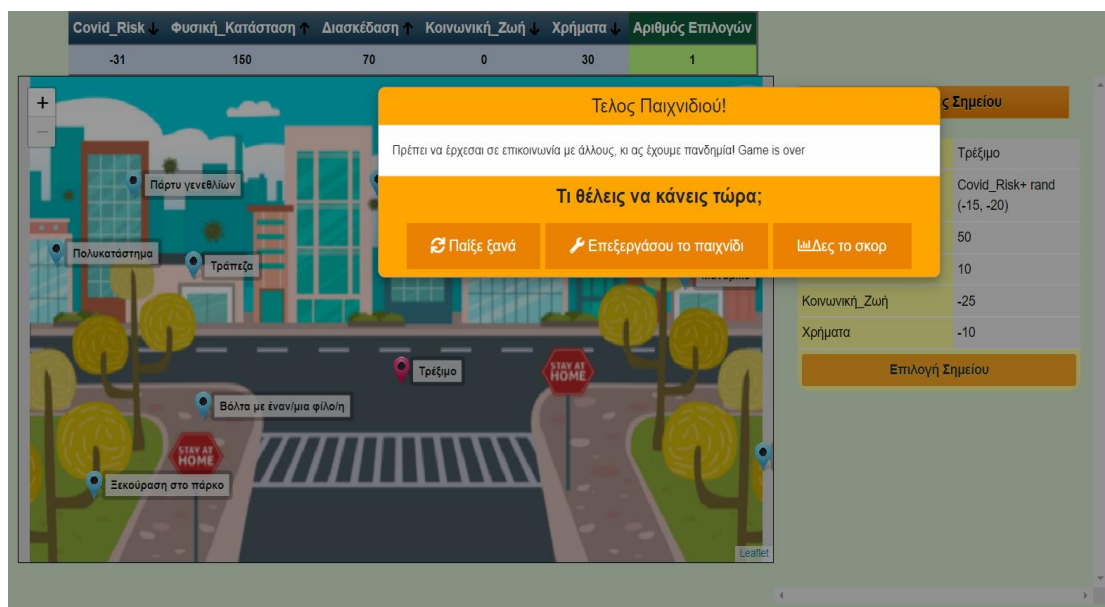 Covid_Risk Φυσική_Κατάσταση Διασκέδαση Κοινωνική_Ζωή Χρήματα Αριθμός Επιλογών
-31 150 70 0 30 1
+
−
Τελος Παιχνιδιού!
Πρέπει να έρχεσαι σε επικοινωνία με άλλους, κι ας έχουμε πανδημία! Game is over
Τι θέλεις να κάνεις τώρα;
Παίξε ξανά Επεξεργάσου το παιχνίδι Δες το σκορ
ς Σημείου
Τρέξιμο
Covid_Risk+ rand
(-15, -20)
50
10
Κοινωνική_Ζωή -25
Χρήματα -10
Επιλογή Σημείου
Πάρτυ γενεθλίων
Πολυκατάστημα
Τράπεζα
Τρέξιμο
STAY AT
HOME
Βόλτα με έναν/μια φίλο/η
STAY AT
HOME
Ξεκούραση στο πάρκο
Leaflet